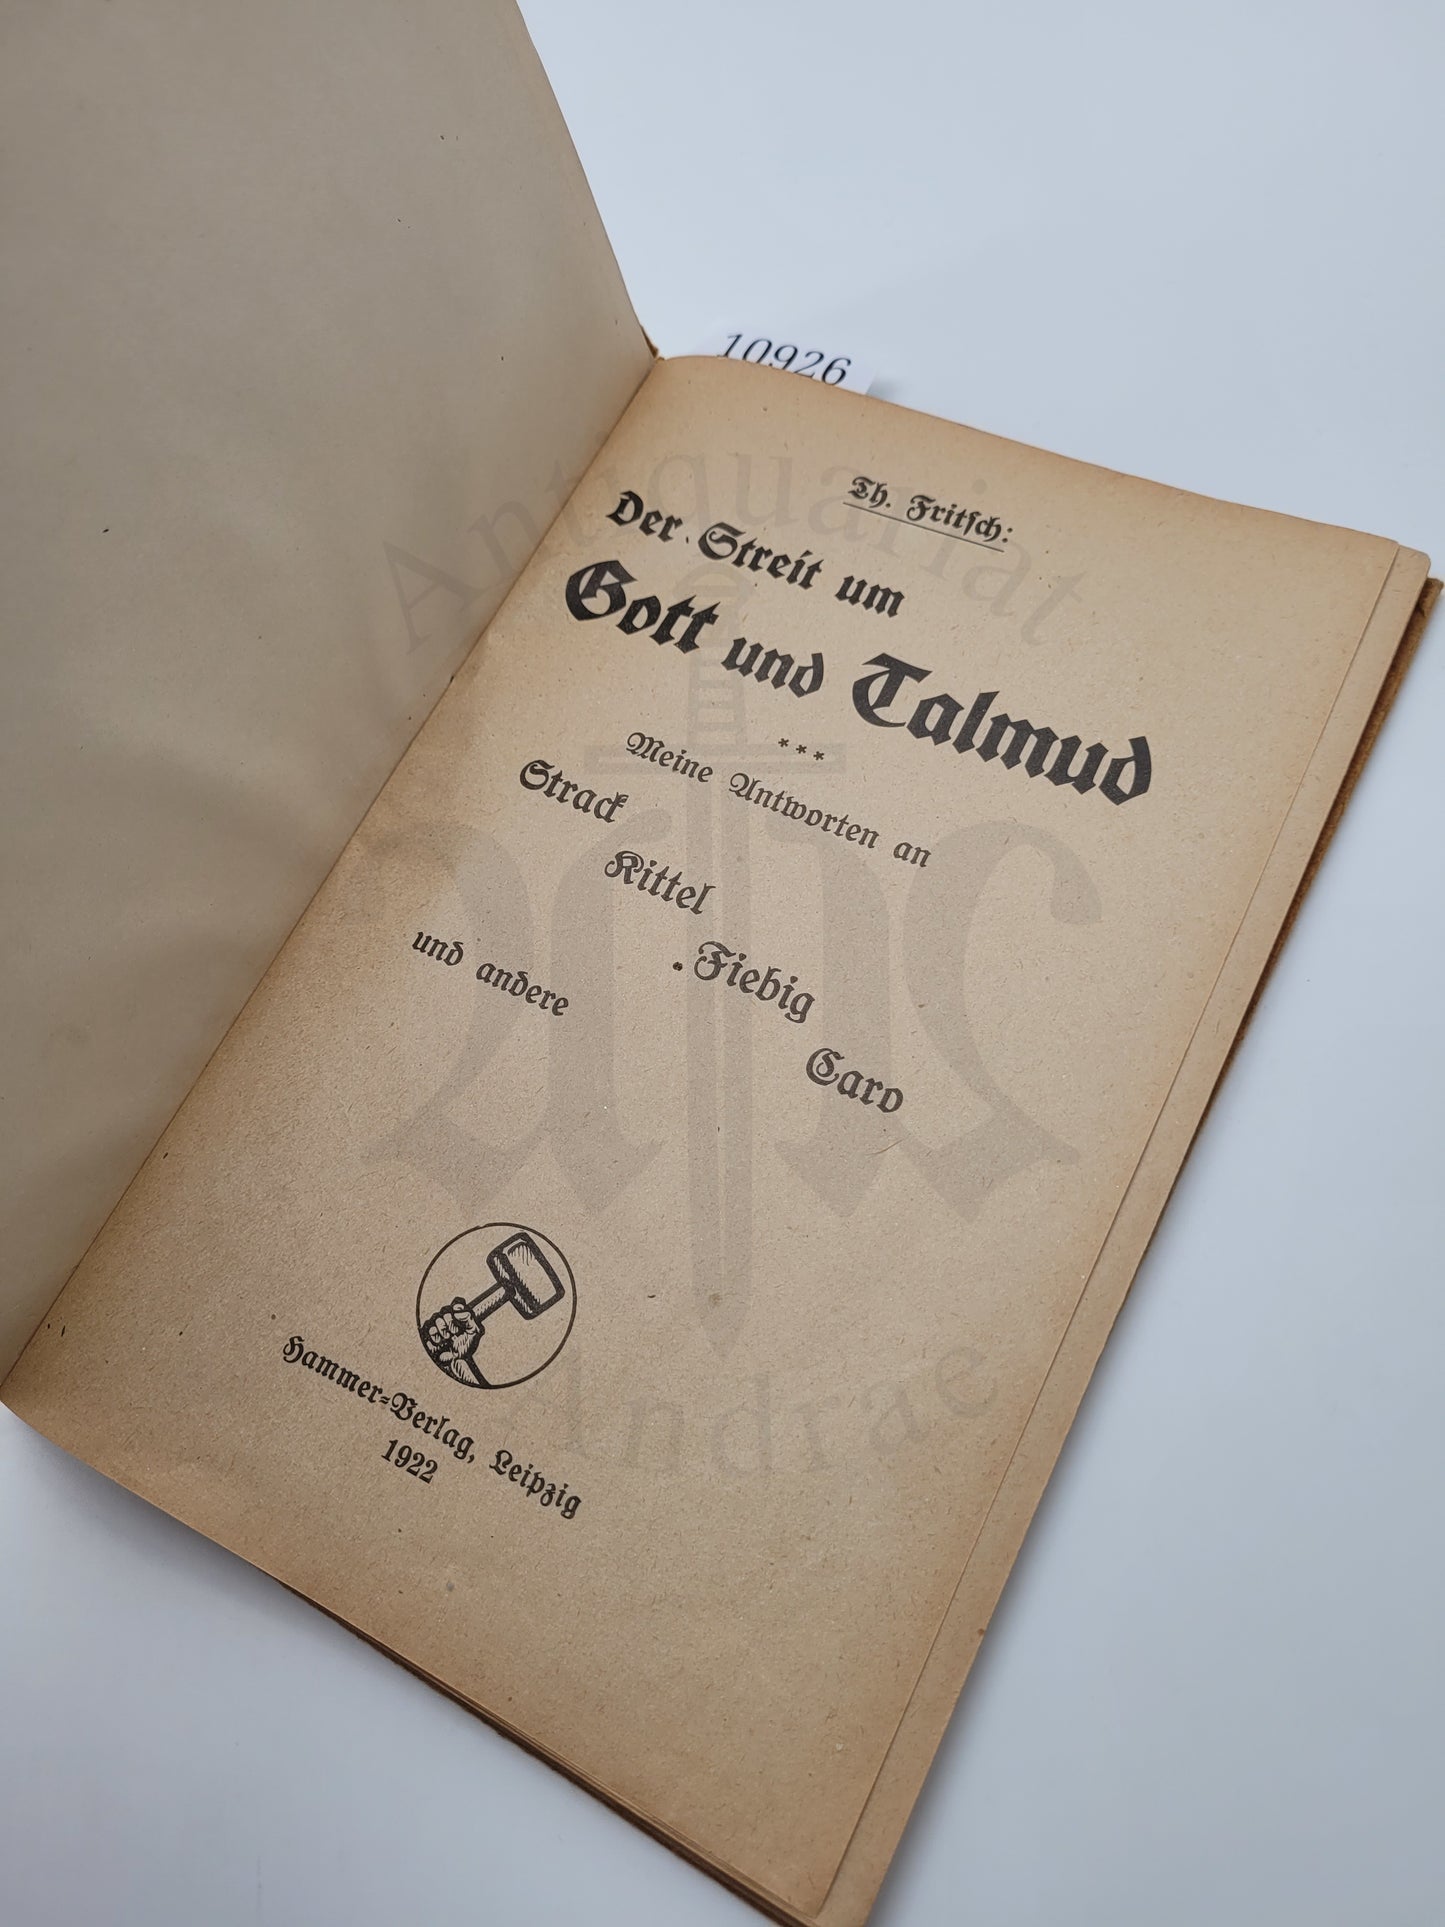 10926
Th. Fritsch:
Der Streit um
Gott und Talmud
***
Meine Antworten an
Strack
Kittel
Fiebig
Caro
und andere
Hammer-Verlag, Leipzig
1922
Antiquariat
Andrae